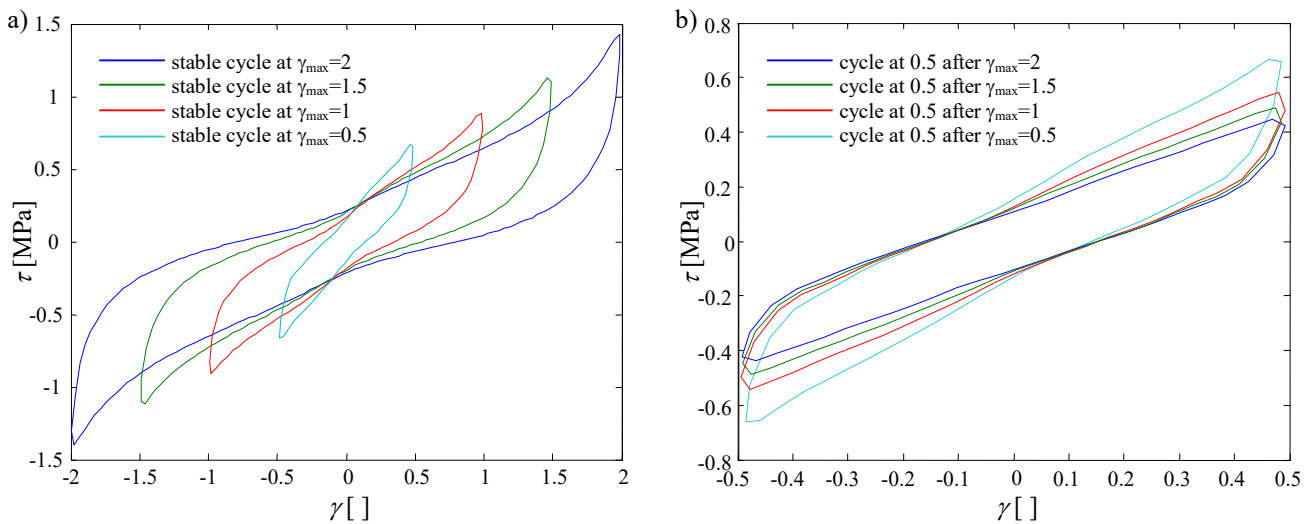 a)
τ [MPa]
1.5
1
0.5
0
-0.5
-1
-1.5
stable cycle at γmax=2
stable cycle at γmax=1.5
stable cycle at γmax=1
stable cycle at γmax=0.5
-2 -1.5 -1 -0.5 0 0.5 1 1.5 2
γ [ ]
b)
τ [MPa]
0.8
0.6
0.4
0.2
0
-0.2
-0.4
-0.6
-0.8
cycle at 0.5 after γmax=2
cycle at 0.5 after γmax=1.5
cycle at 0.5 after γmax=1
cycle at 0.5 after γmax=0.5
-0.5 -0.4 -0.3 -0.2 -0.1 0 0.1 0.2 0.3 0.4 0.5
γ [ ]